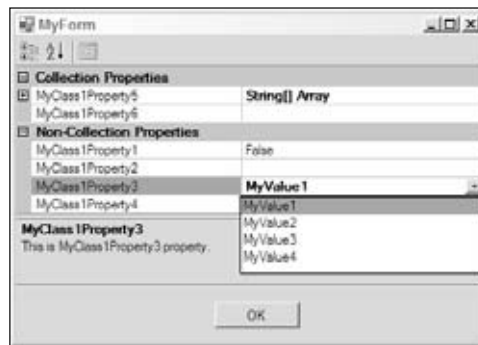 MyForm
Collection Properties
MyClass1Property5 String[] Array
MyClass1Property6
Non-Collection Properties
MyClass1Property1 False
MyClass1Property2
MyClass1Property3 MyValue1
MyClass1Property4 MyValue1
MyValue2
MyValue3
MyValue4
MyClass1Property3
This is MyClass1Property3 property.
OK